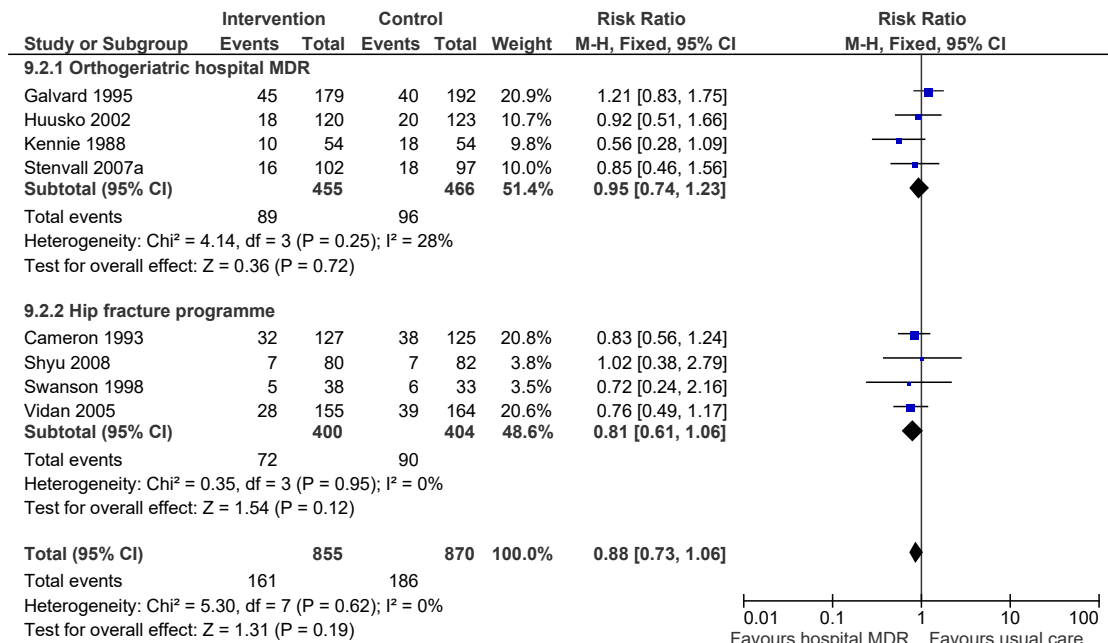 Intervention Control Risk Ratio Risk Ratio
Study or Subgroup Events Total Events Total Weight M-H, Fixed, 95% CI M-H, Fixed, 95% CI
9.2.1 Orthogeriatric hospital MDR
Galvard 1995 45 179 40 192 20.9% 1.21 [0.83, 1.75]
Huusko 2002 18 120 20 123 10.7% 0.92 [0.51, 1.66]
Kennie 1988 10 54 18 54 9.8% 0.56 [0.28, 1.09]
Stenvall 2007a 16 102 18 97 10.0% 0.85 [0.46, 1.56]
Subtotal (95% CI) 455 466 51.4% 0.95 [0.74, 1.23]
Total events 89 96
Heterogeneity: Chi² = 4.14, df = 3 (P = 0.25); I² = 28%
Test for overall effect: Z = 0.36 (P = 0.72)
9.2.2 Hip fracture programme
Cameron 1993 32 127 38 125 20.8% 0.83 [0.56, 1.24]
Shyu 2008 7 80 7 82 3.8% 1.02 [0.38, 2.79]
Swanson 1998 5 38 6 33 3.5% 0.72 [0.24, 2.16]
Vidan 2005 28 155 39 164 20.6% 0.76 [0.49, 1.17]
Subtotal (95% CI) 400 404 48.6% 0.81 [0.61, 1.06]
Total events 72 90
Heterogeneity: Chi² = 0.35, df = 3 (P = 0.95); I² = 0%
Test for overall effect: Z = 1.54 (P = 0.12)
Total (95% CI) 855 870 100.0% 0.88 [0.73, 1.06]
Total events 161 186
Heterogeneity: Chi² = 5.30, df = 7 (P = 0.62); I² = 0%
Test for overall effect: Z = 1.31 (P = 0.19)
0.01 0.1 1 10 100
Favours hospital MDR Favours usual care